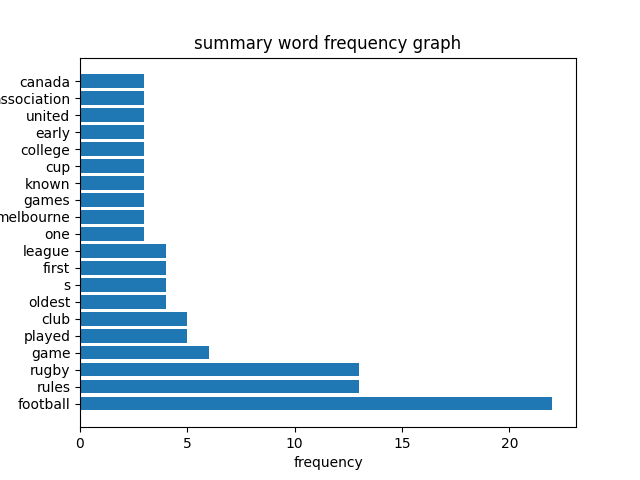 summary word frequency graph
canada
ssociation
united
early
college
cup
known
games
melbourne
one
league
first
s
oldest
club
played
game
rugby
rules
football
0 5 10 15 20
frequency